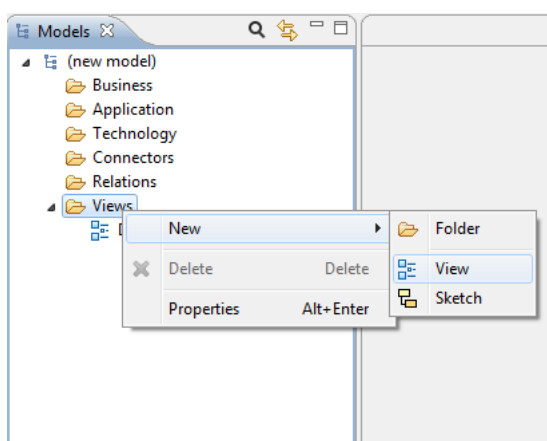 Models
(new model)
Business
Application
Technology
Connectors
Relations
Views
New
Folder
Delete Delete
View
Sketch
Properties Alt+Enter